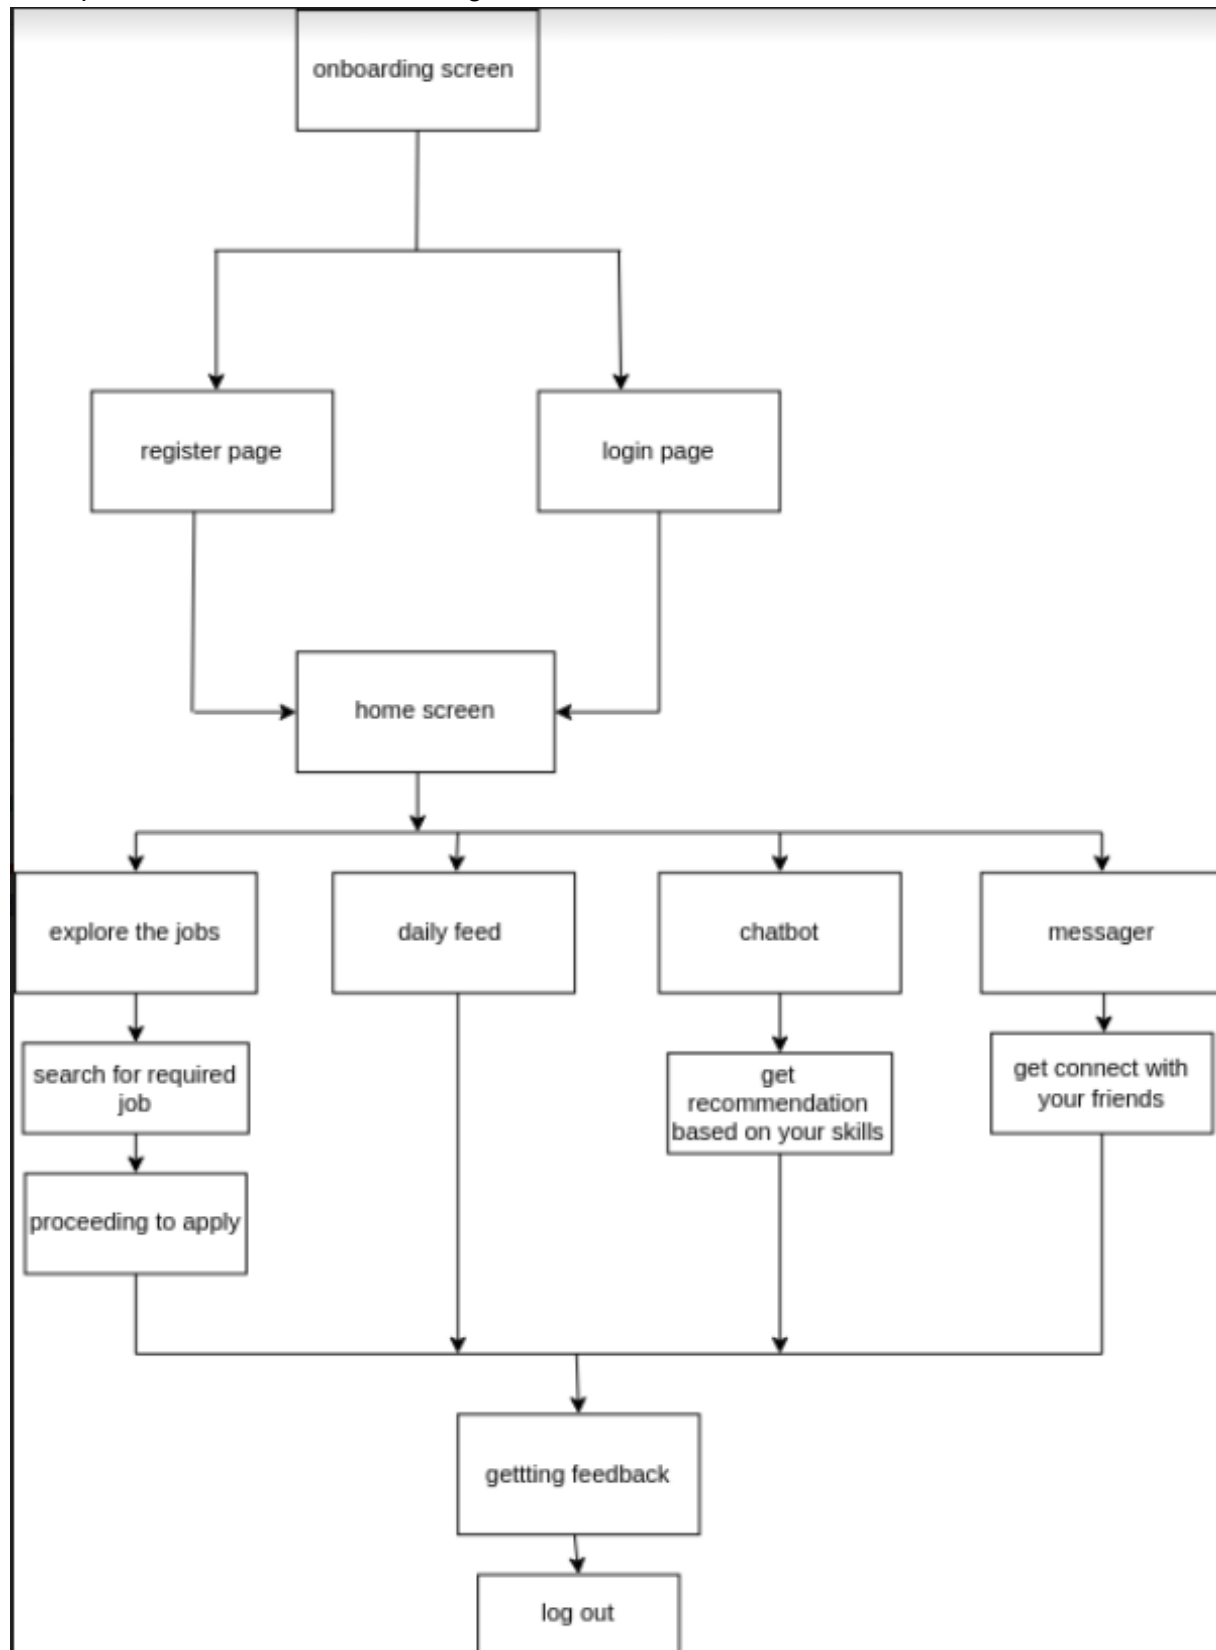 onboarding screen
register page
login page
home screen
explore the jobs
daily feed
chatbot
messager
search for required
job
get
recommendation
based on your skills
get connect with
your friends
proceeding to apply
gettting feedback
log out